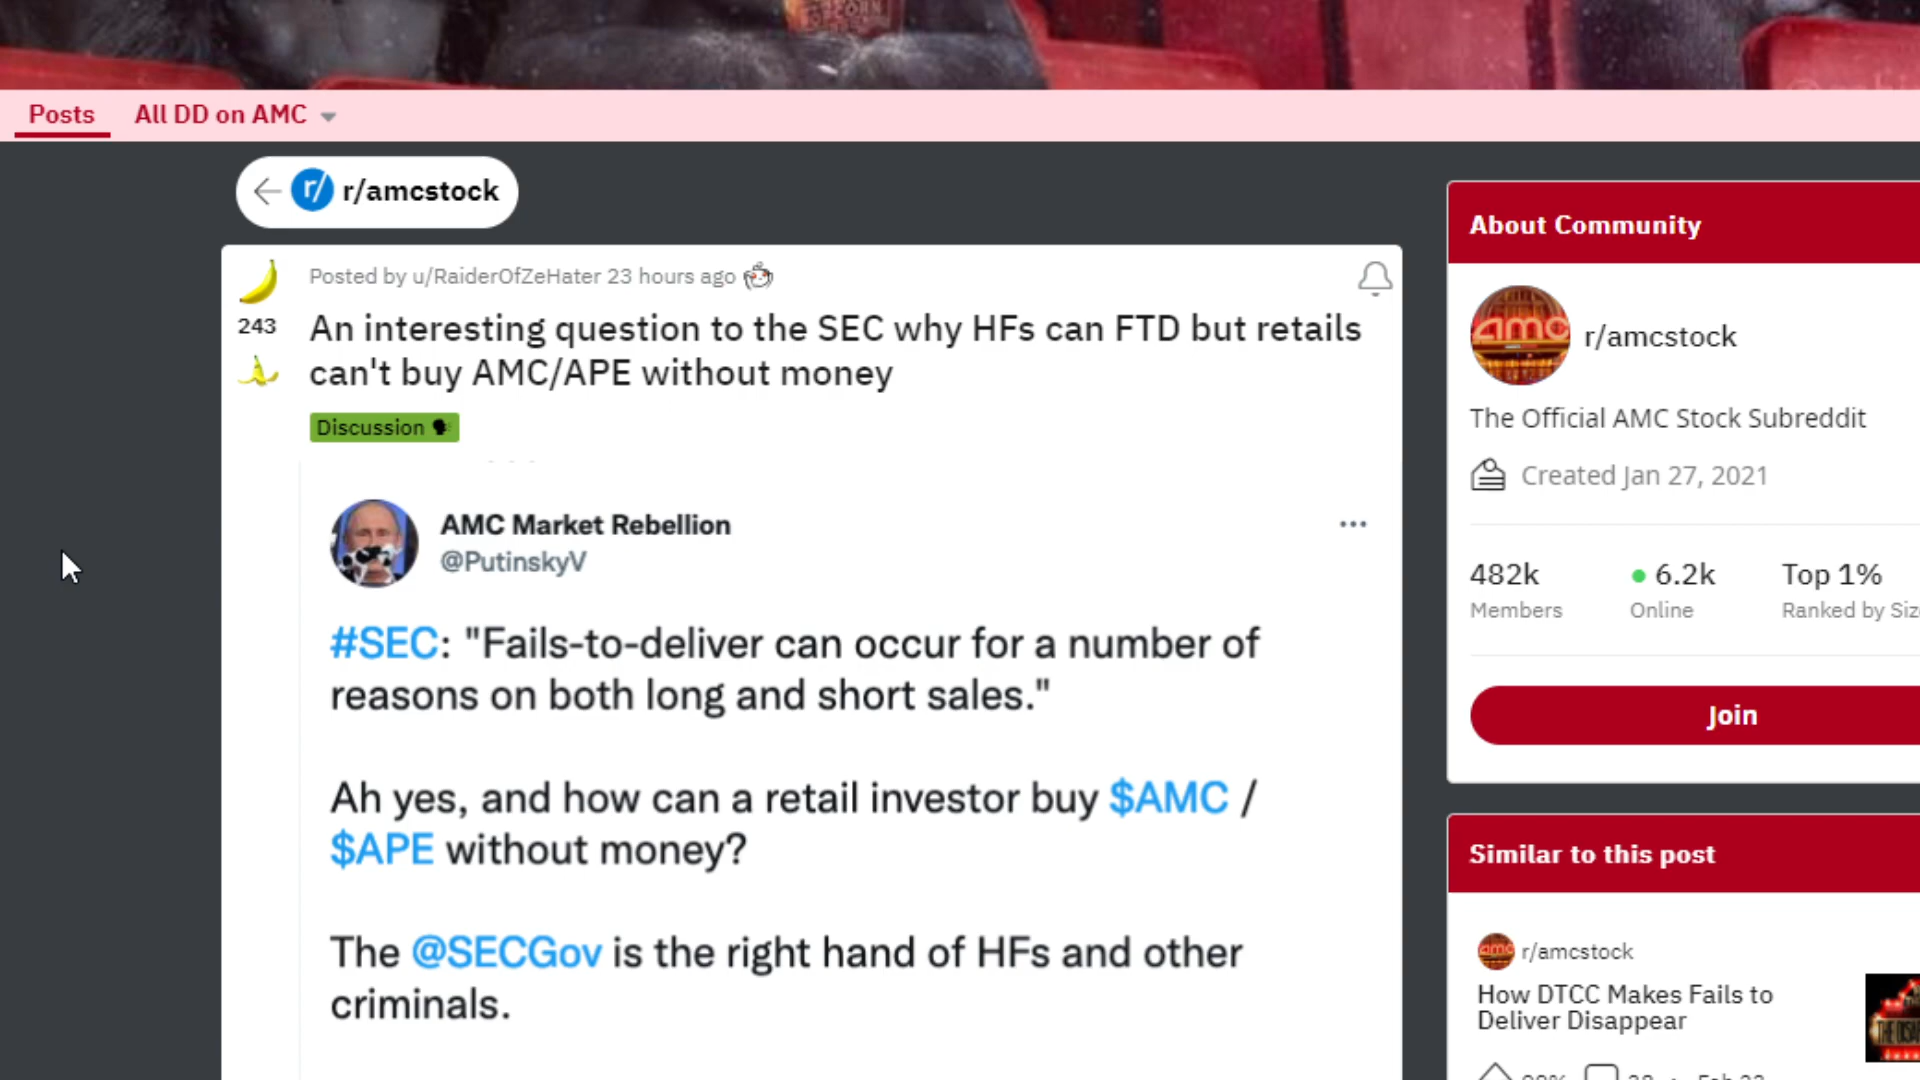 Posts All DD on AMC
r/ r/amcstock
Posted by u/RaiderOfZeHater 23 hours ago
243
An interesting question to the SEC why HFs can FTD but retails
can't buy AMC/APE without money
Discussion
AMC Market Rebellion
@PutinskyV
#SEC: "Fails-to-deliver can occur for a number of
reasons on both long and short sales."
Ah yes, and how can a retail investor buy $AMC /
$APE without money?
The @SECGov is the right hand of HFs and other
criminals.
About Community
amc r/amcstock
The Official AMC Stock Subreddit
Created Jan 27, 2021
482k 6.2k Top 1%
Members Online Ranked by Siz
Join
Similar to this post
amc r/amcstock
How DTCC Makes Fails to
Deliver Disappear